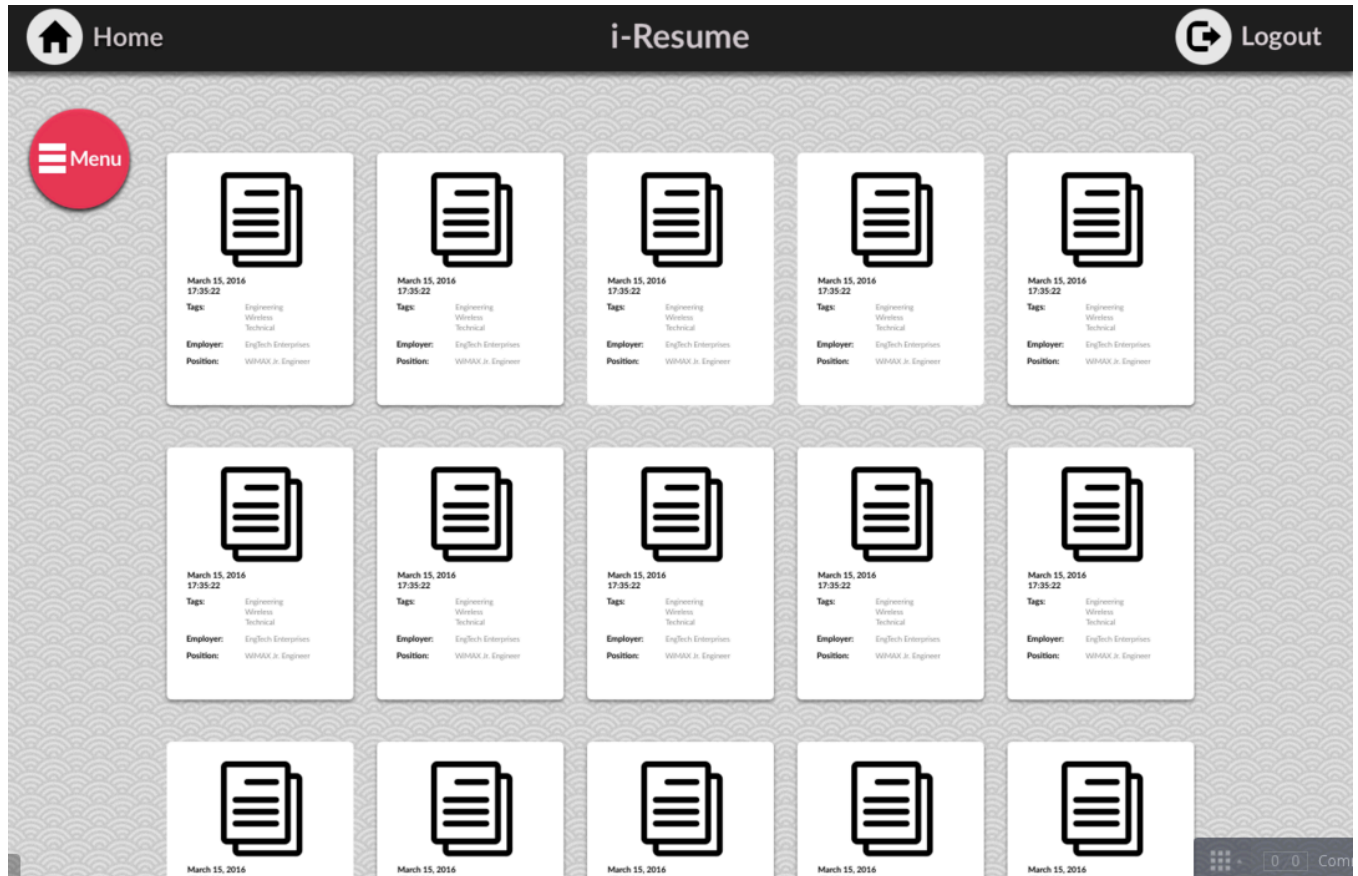 Home
i-Resume
Logout
Menu
March 15, 2016
17:35:22
Tags: Engineering
Wireless
Technical
Employer: EngTech Enterprises
Position: WiMAX Jr. Engineer
March 15, 2016
17:35:22
Tags: Engineering
Wireless
Technical
Employer: EngTech Enterprises
Position: WiMAX Jr. Engineer
March 15, 2016
17:35:22
Tags: Engineering
Wireless
Technical
Employer: EngTech Enterprises
Position: WiMAX Jr. Engineer
March 15, 2016
17:35:22
Tags: Engineering
Wireless
Technical
Employer: EngTech Enterprises
Position: WiMAX Jr. Engineer
March 15, 2016
17:35:22
Tags: Engineering
Wireless
Technical
Employer: EngTech Enterprises
Position: WiMAX Jr. Engineer
March 15, 2016
17:35:22
Tags: Engineering
Wireless
Technical
Employer: EngTech Enterprises
Position: WiMAX Jr. Engineer
March 15, 2016
17:35:22
Tags: Engineering
Wireless
Technical
Employer: EngTech Enterprises
Position: WiMAX Jr. Engineer
March 15, 2016
17:35:22
Tags: Engineering
Wireless
Technical
Employer: EngTech Enterprises
Position: WiMAX Jr. Engineer
March 15, 2016
17:35:22
Tags: Engineering
Wireless
Technical
Employer: EngTech Enterprises
Position: WiMAX Jr. Engineer
March 15, 2016
17:35:22
Tags: Engineering
Wireless
Technical
Employer: EngTech Enterprises
Position: WiMAX Jr. Engineer
March 15, 2016
March 15, 2016
March 15, 2016
March 15, 2016
March 15, 2016
0/0